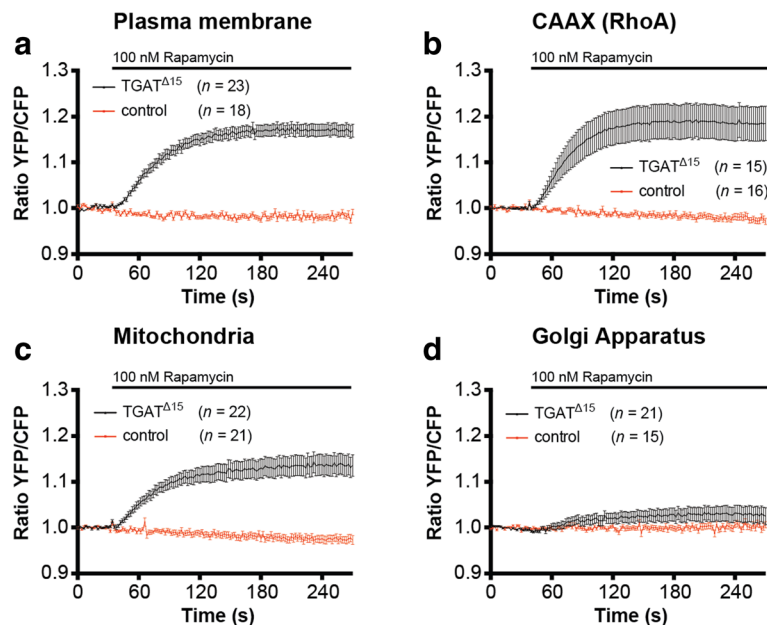 Plasma membrane
a
100 nM Rapamycin
1.3
1.2
1.1
1.0
0.9
Ratio YFP/CFP
TGATΔ15 (n = 23)
control (n = 18)
0 60 120 180 240
Time (s)
CAAX (RhoA)
b
100 nM Rapamycin
1.3
1.2
1.1
1.0
0.9
Ratio YFP/CFP
TGATΔ15 (n = 15)
control (n = 16)
0 60 120 180 240
Time (s)
Mitochondria
c
100 nM Rapamycin
1.3
1.2
1.1
1.0
0.9
Ratio YFP/CFP
TGATΔ15 (n = 22)
control (n = 21)
0 60 120 180 240
Time (s)
Golgi Apparatus
d
100 nM Rapamycin
1.3
1.2
1.1
1.0
0.9
Ratio YFP/CFP
TGATΔ15 (n = 21)
control (n = 15)
0 60 120 180 240
Time (s)